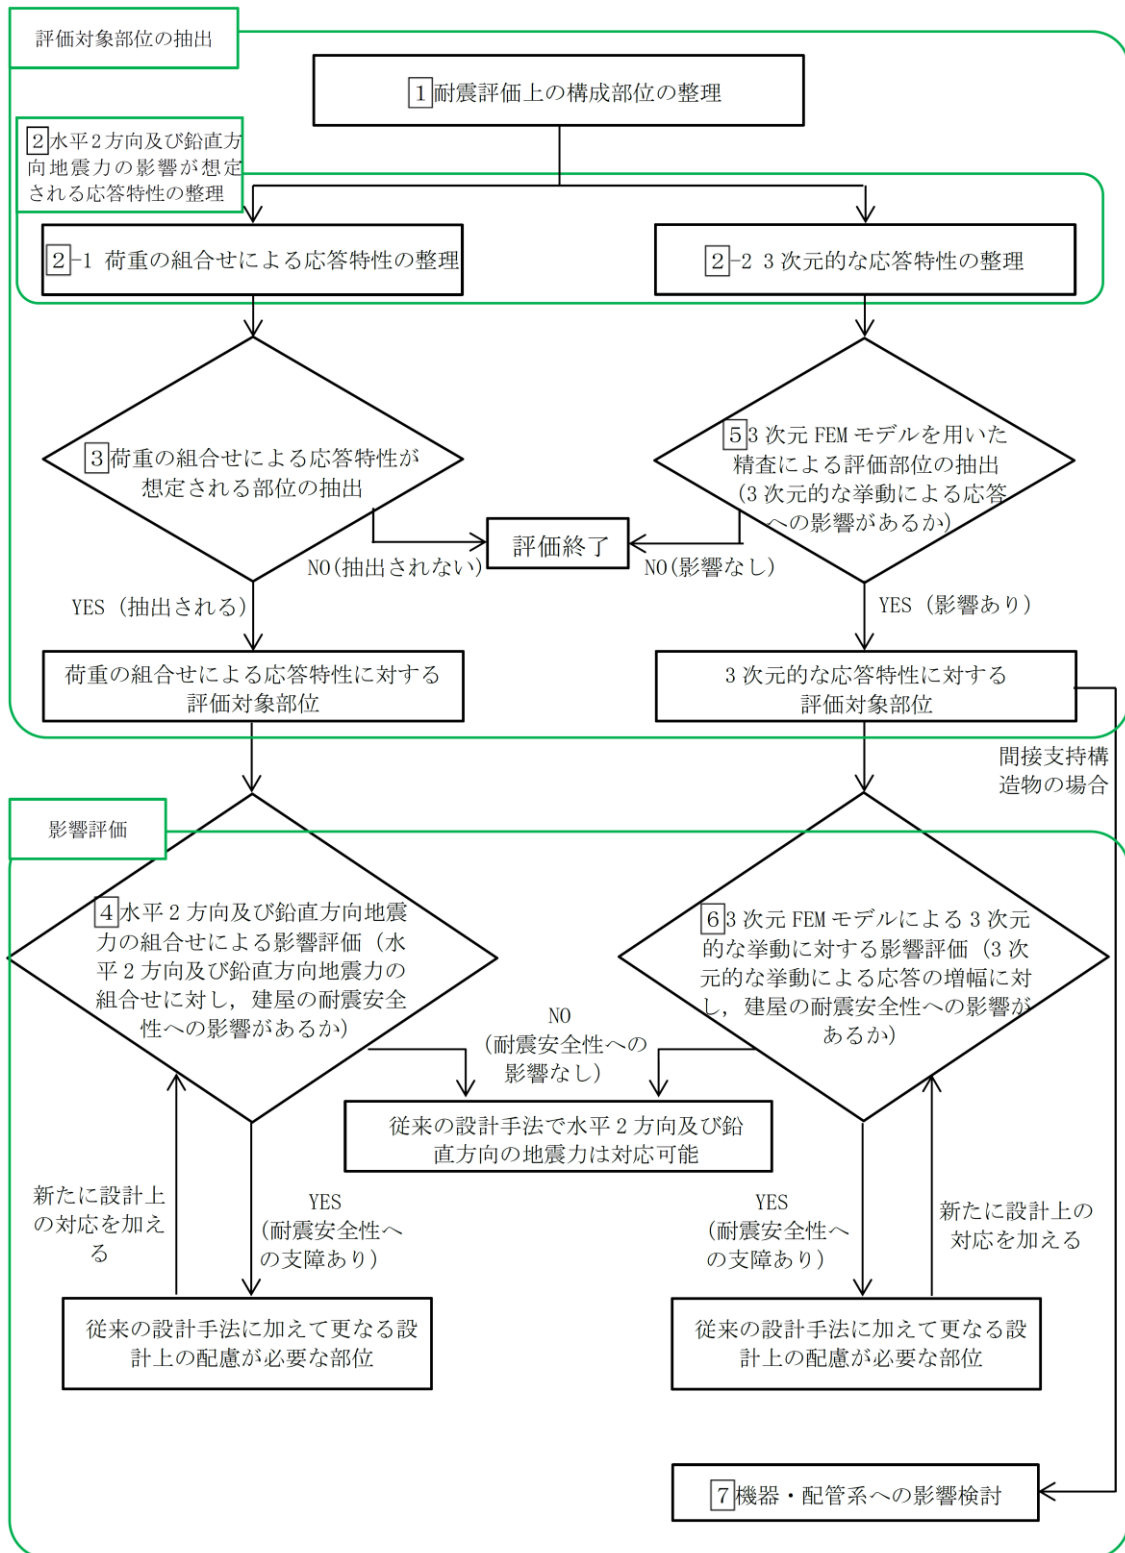 評価対象部位の抽出
1耐震評価上の構成部位の整理
2水平2方向及び鉛直方
向地震力の影響が想定
される応答特性の整理
2-1 荷重の組合せによる応答特性の整理
2-2 3次元的な応答特性の整理
3荷重の組合せによる応答特性が
想定される部位の抽出
53次元 FEM モデルを用いた
精査による評価部位の抽出
(3次元的な挙動による応答
への影響があるか)
評価終了
NO(抽出されない)
NO(影響なし)
YES (抽出される)
YES (影響あり)
荷重の組合せによる応答特性に対する
評価対象部位
3次元的な応答特性に対する
評価対象部位
間接支持構
造物の場合
影響評価
4水平2方向及び鉛直方向地震
力の組合せによる影響評価(水
平2方向及び鉛直方向地震力の
組合せに対し,建屋の耐震安全
性への影響があるか)
63次元 FEM モデルによる3次元
的な挙動に対する影響評価(3次
元的な挙動による応答の増幅に対
し,建屋の耐震安全性への影響が
あるか)
NO
(耐震安全性への
影響なし)
従来の設計手法で水平2方向及び鉛
直方向の地震力は対応可能
新たに設計上
の対応を加え
る
YES
(耐震安全性へ
の支障あり)
YES
(耐震安全性へ
の支障あり)
新たに設計上の
対応を加える
従来の設計手法に加えて更なる設
計上の配慮が必要な部位
従来の設計手法に加えて更なる設
計上の配慮が必要な部位
7機器・配管系への影響検討